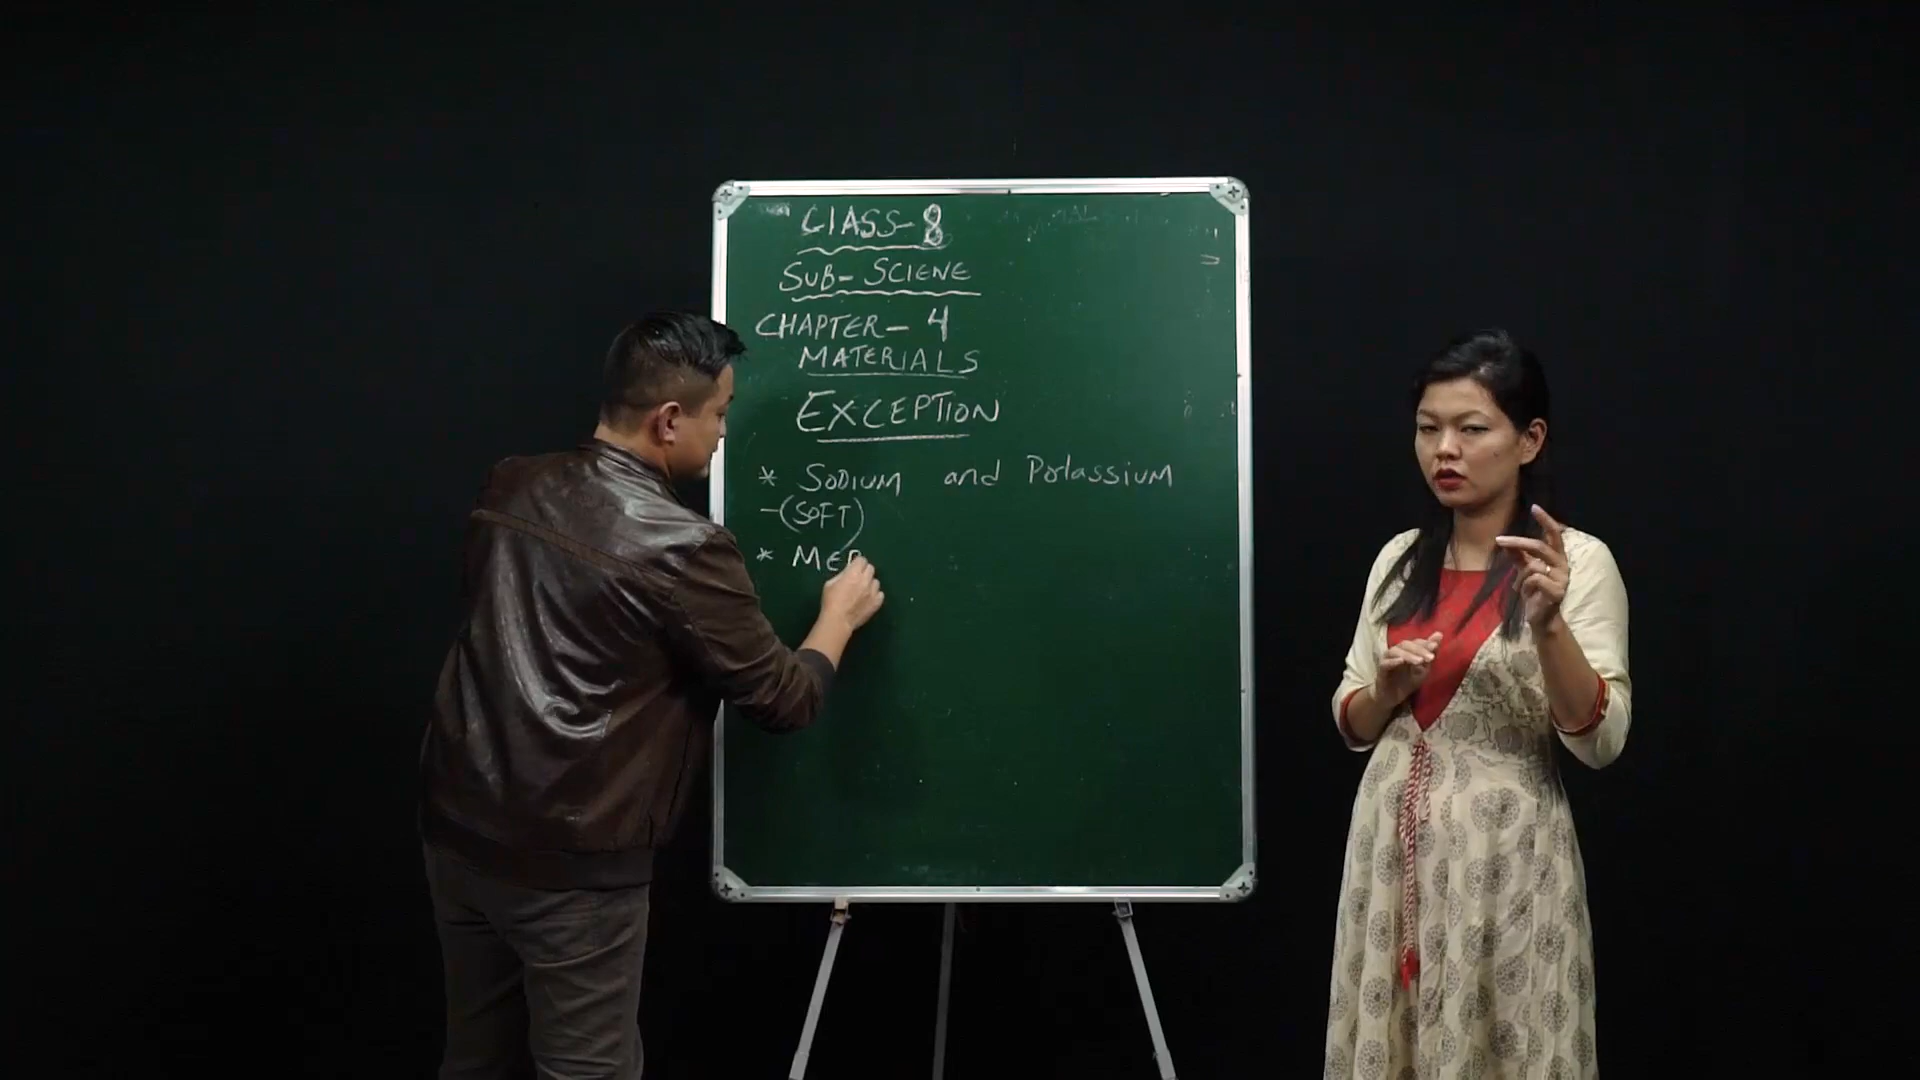 CLASS-8
SUB- SCIENE
CHAPTER- 4
MATERIALS
EXCEPTION
* SODIUM and Potassium
-(SOFT)
* MER